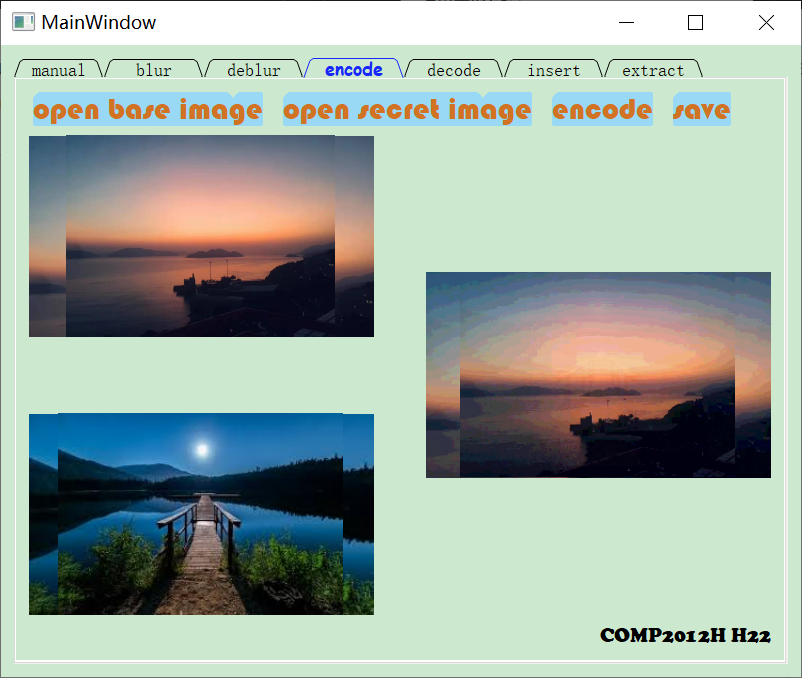 MainWindow
manual blur deblur encode decode insert extract
open base image open secret image encode save
COMP2012H H22